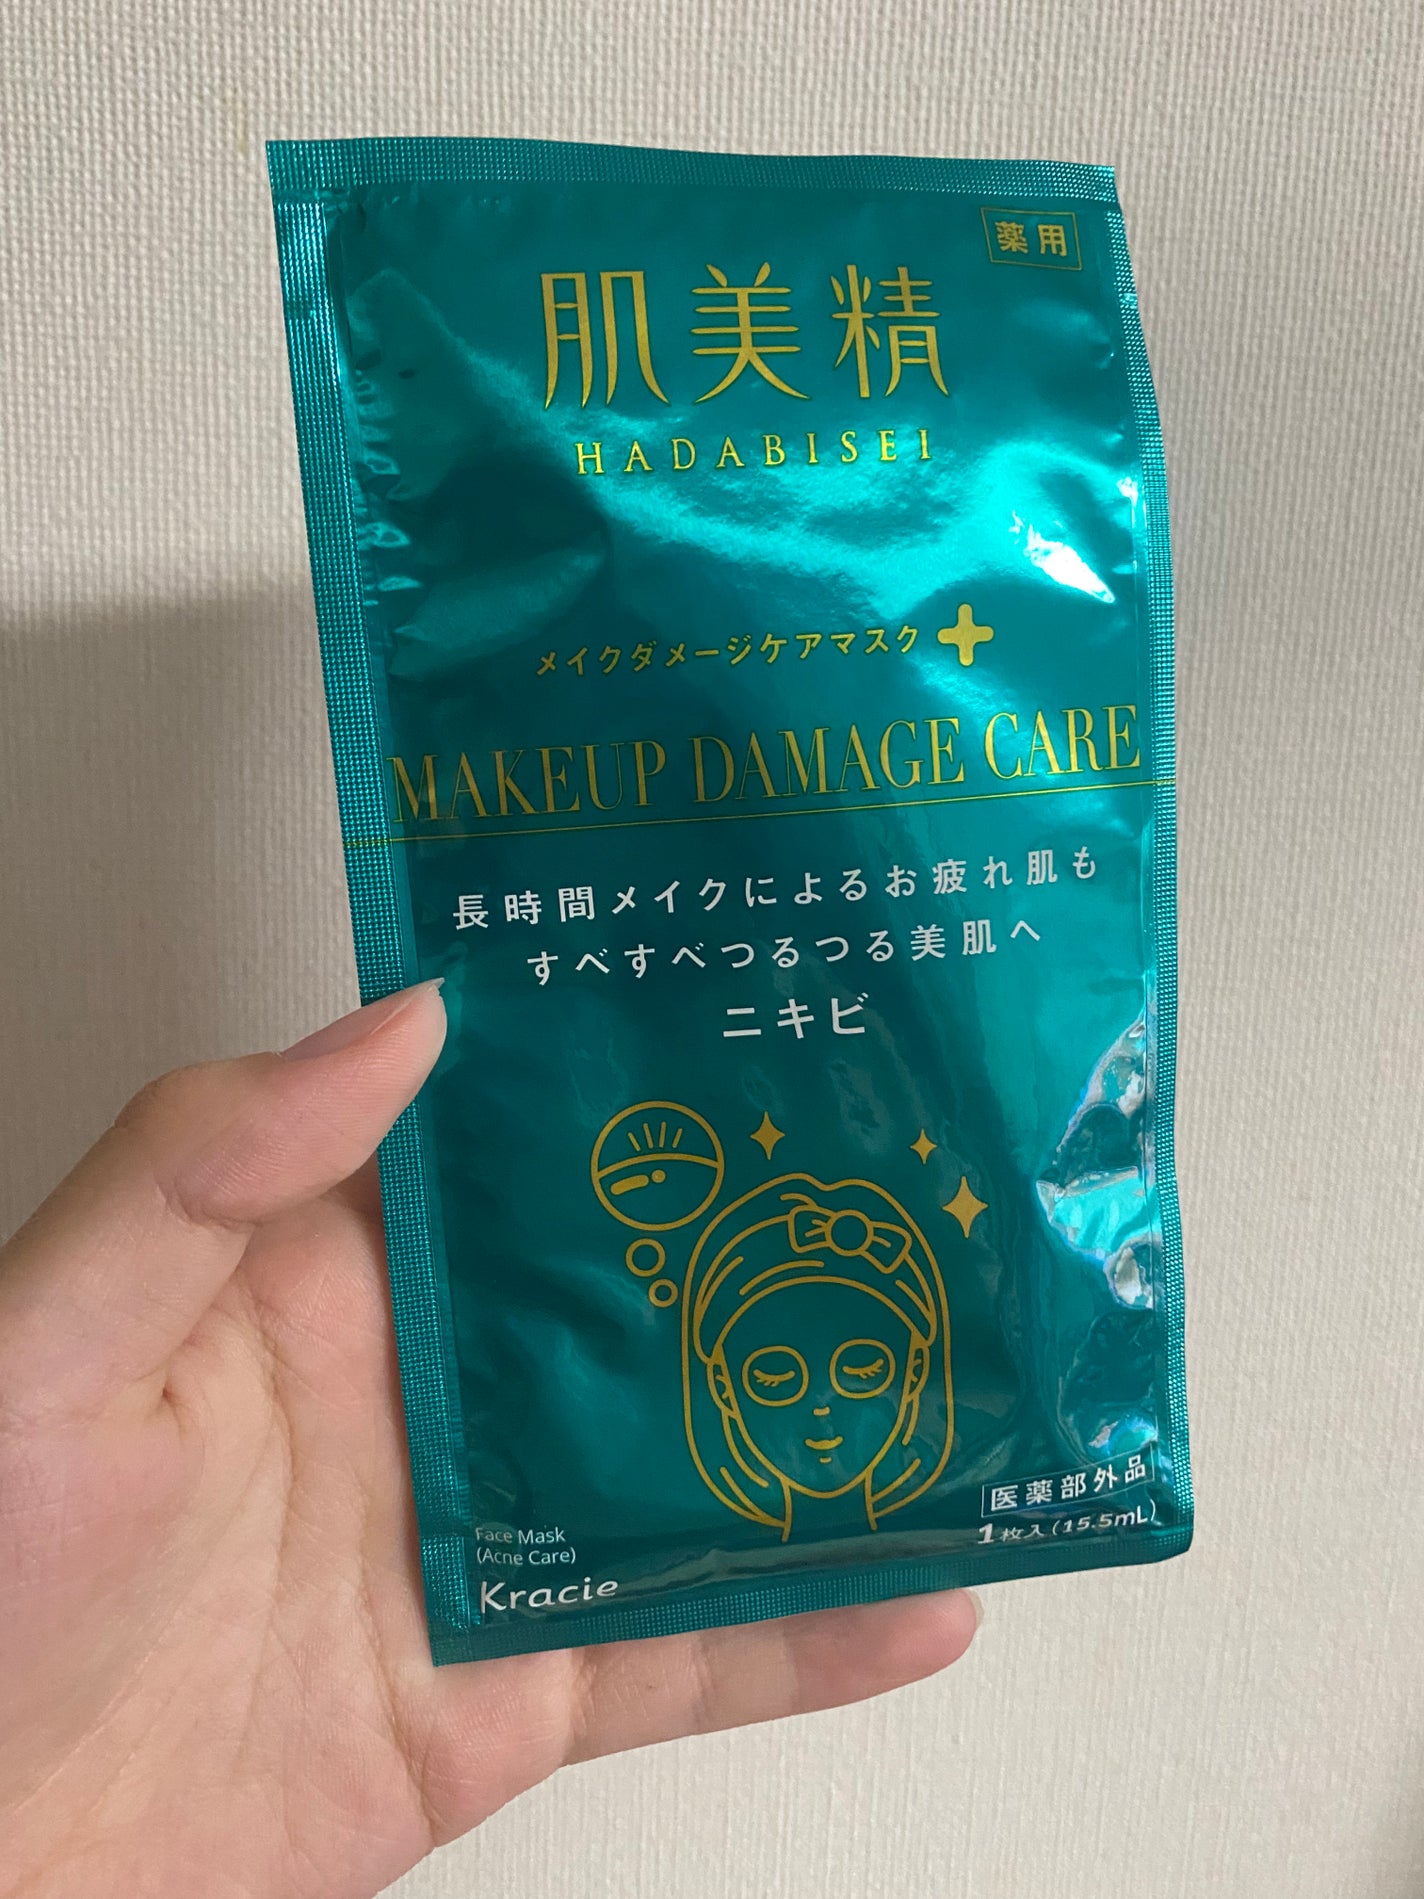 薬用
肌美精
HADABISEI
メイクダメージケアマスク
MAKEUP DAMAGE CARE
長時間メイクによるお疲れ肌も
すべすべつるつる美肌へ
ニキビ
医薬部外品
1枚入(15.5mL)
Face Mask
(Acne Care)
Kracie